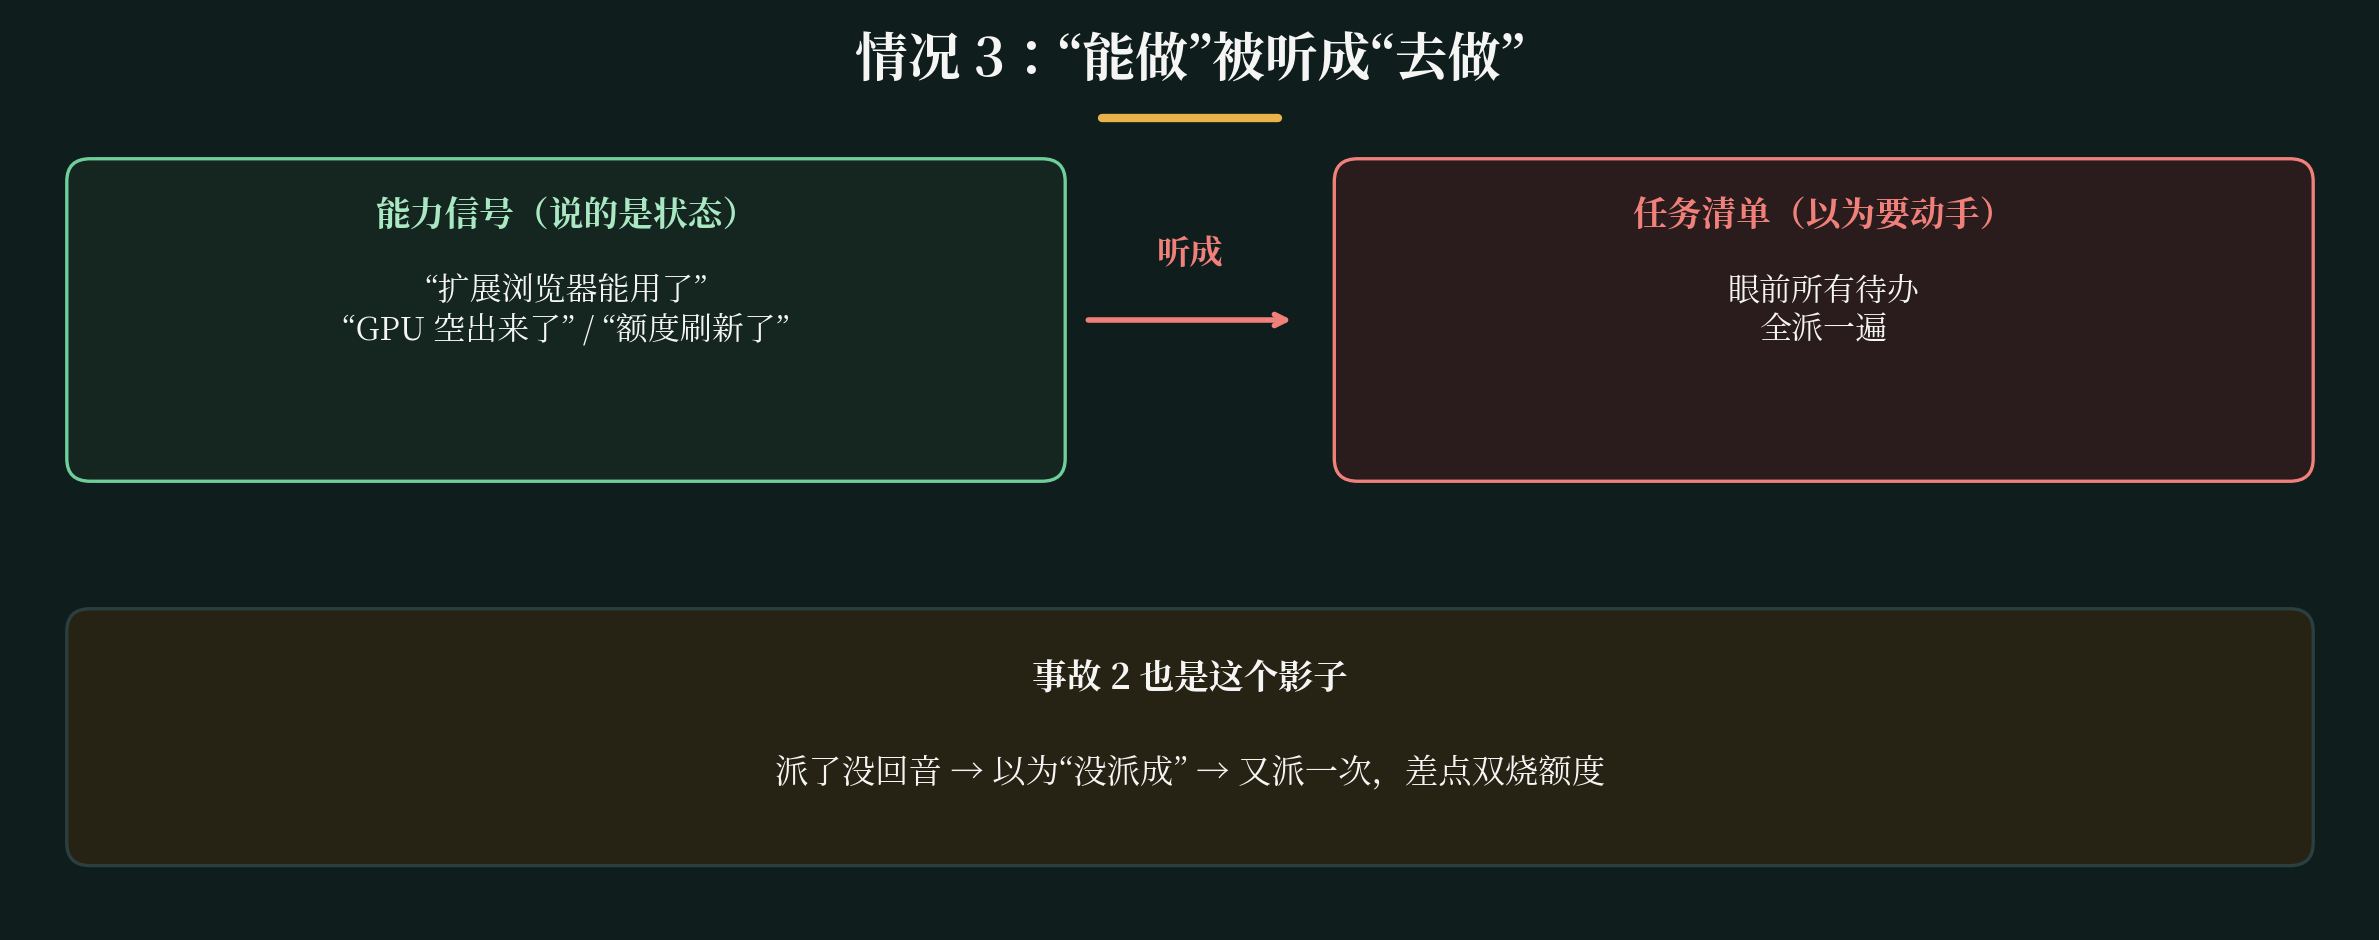 情况 3：“能做”被听成“去做”
能力信号（说的是状态）
“扩展浏览器能用了”
“GPU 空出来了” / “额度刷新了”
听成
任务清单（以为要动手）
眼前所有待办
全派一遍
事故 2 也是这个影子
派了没回音 → 以为“没派成” → 又派一次，差点双烧额度